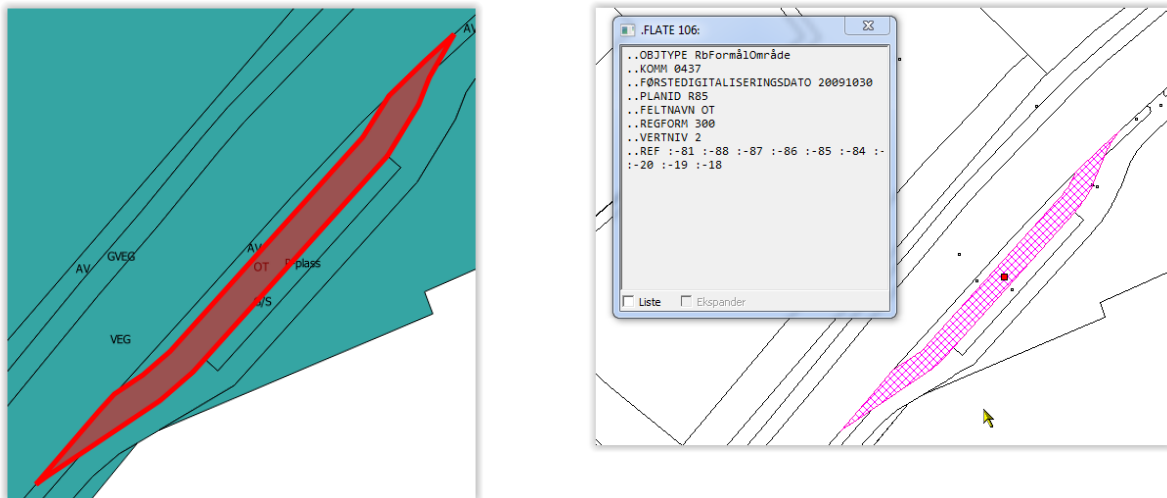 AV
GVEG
AV
AV
OT
S/S
VEG
.FLATE 106:
..OBJTYPE RbFormålOmråde
..KOMM 0437
..FØRSTEDIGITALISERINGSDATO 20091030
..PLANID R85
..FELTNAVN OT
..REGFORM 300
..VERTNIV 2
..REF :-81 :-88 :-87 :-86 :-85 :-84 :-
:-20 :-19 :-18
Liste
Ekspander